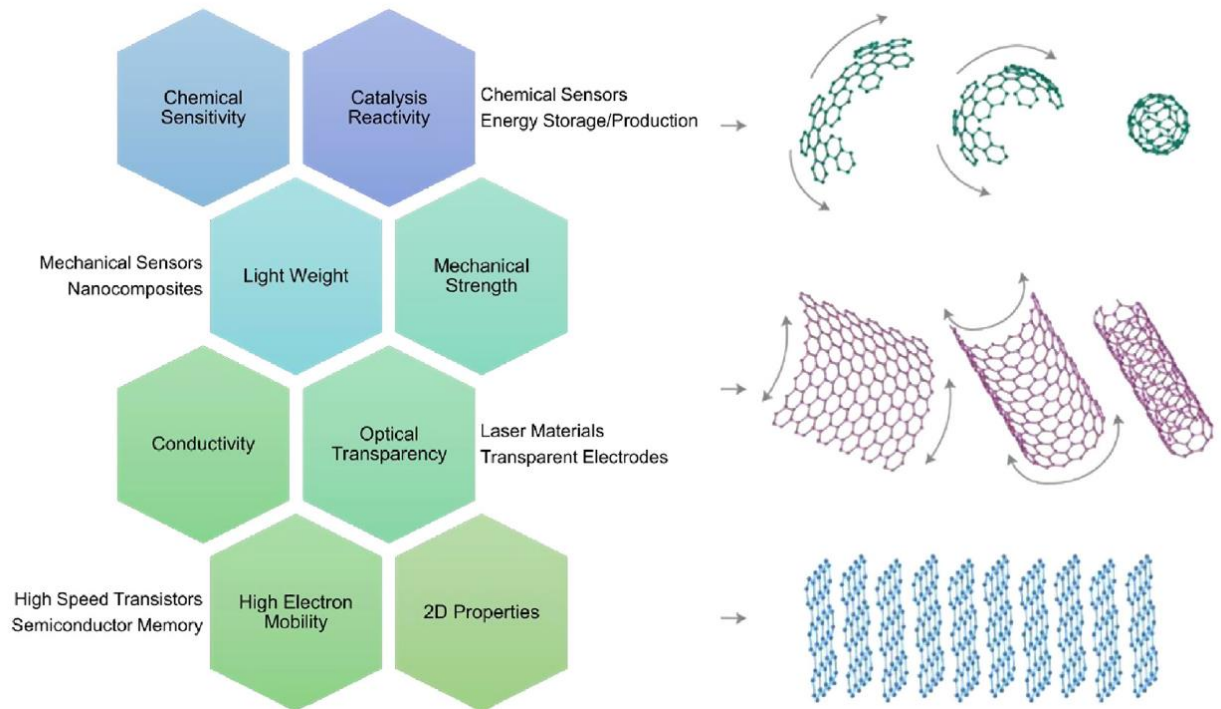 Chemical
Sensitivity
Catalysis
Reactivity
Chemical Sensors
Energy Storage/Production
Mechanical Sensors
Nanocomposites
Light Weight
Mechanical
Strength
Conductivity
Optical
Transparency
Laser Materials
Transparent Electrodes
High Speed Transistors
Semiconductor Memory
High Electron
Mobility
2D Properties